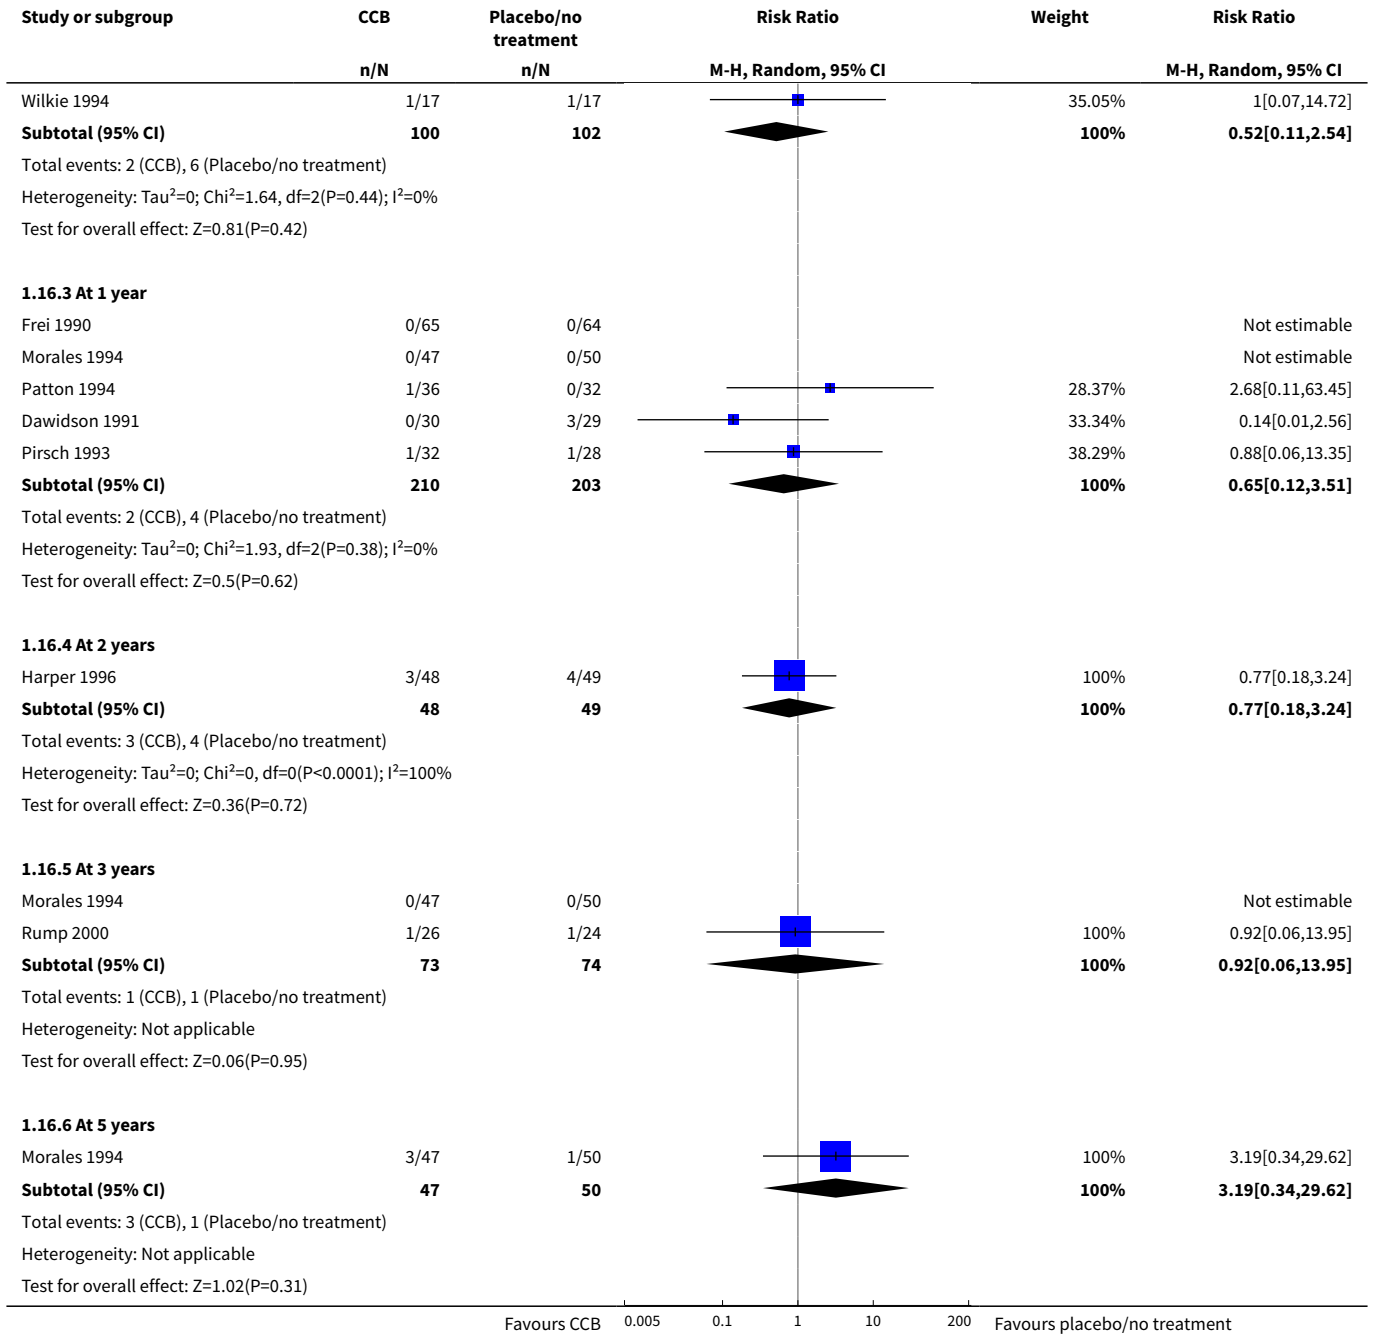 Study or subgroup CCB Placebo/no treatment Risk Ratio Weight Risk Ratio
n/N n/N M-H, Random, 95% CI M-H, Random, 95% CI
Wilkie 1994 1/17 1/17 35.05% 1[0.07,14.72]
Subtotal (95% CI) 100 102 100% 0.52[0.11,2.54]
Total events: 2 (CCB), 6 (Placebo/no treatment)
Heterogeneity: Tau²=0; Chi²=1.64, df=2(P=0.44); I²=0%
Test for overall effect: Z=0.81(P=0.42)
1.16.3 At 1 year
Frei 1990 0/65 0/64 Not estimable
Morales 1994 0/47 0/50 Not estimable
Patton 1994 1/36 0/32 28.37% 2.68[0.11,63.45]
Dawidson 1991 0/30 3/29 33.34% 0.14[0.01,2.56]
Pirsch 1993 1/32 1/28 38.29% 0.88[0.06,13.35]
Subtotal (95% CI) 210 203 100% 0.65[0.12,3.51]
Total events: 2 (CCB), 4 (Placebo/no treatment)
Heterogeneity: Tau²=0; Chi²=1.93, df=2(P=0.38); I²=0%
Test for overall effect: Z=0.5(P=0.62)
1.16.4 At 2 years
Harper 1996 3/48 4/49 100% 0.77[0.18,3.24]
Subtotal (95% CI) 48 49 100% 0.77[0.18,3.24]
Total events: 3 (CCB), 4 (Placebo/no treatment)
Heterogeneity: Tau²=0; Chi²=0, df=0(P<0.0001); I²=100%
Test for overall effect: Z=0.36(P=0.72)
1.16.5 At 3 years
Morales 1994 0/47 0/50 Not estimable
Rump 2000 1/26 1/24 100% 0.92[0.06,13.95]
Subtotal (95% CI) 73 74 100% 0.92[0.06,13.95]
Total events: 1 (CCB), 1 (Placebo/no treatment)
Heterogeneity: Not applicable
Test for overall effect: Z=0.06(P=0.95)
1.16.6 At 5 years
Morales 1994 3/47 1/50 100% 3.19[0.34,29.62]
Subtotal (95% CI) 47 50 100% 3.19[0.34,29.62]
Total events: 3 (CCB), 1 (Placebo/no treatment)
Heterogeneity: Not applicable
Test for overall effect: Z=1.02(P=0.31)
Favours CCB 0.005 0.1 1 10 200 Favours placebo/no treatment